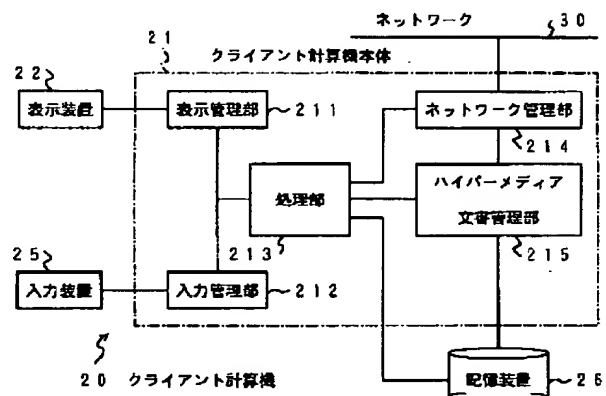 ネットワーク
30
21
クライアント計算機本体
22
表示装置
表示管理部
211
ネットワーク管理部
214
処理部
213
ハイパーメディア
文書管理部
215
25
入力装置
入力管理部
212
20 クライアント計算機
記憶装置
26